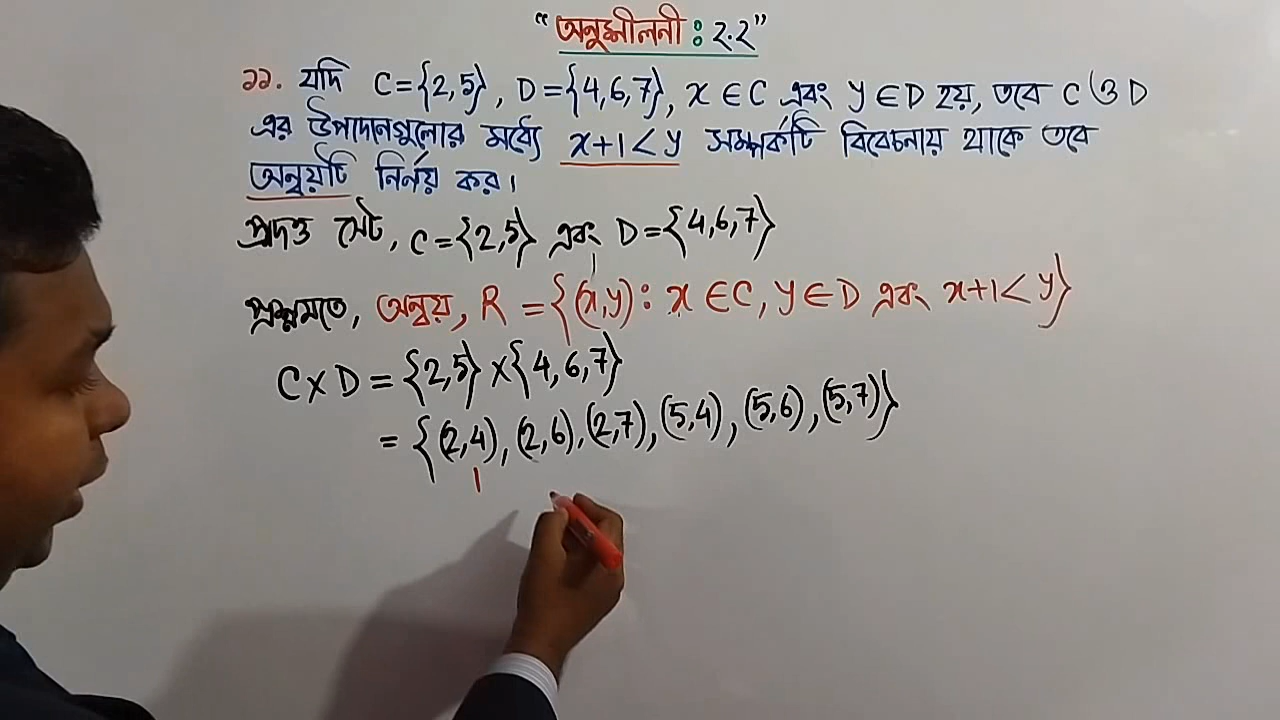 “অনুশীলনী : ২.২”
১১. যদি C={2,5}, D={4,6,7}, x∈C এবং y∈D হয়, তবে C ও D
এর উপাদানগুলোর মধ্যে x+1<y সম্পর্কটি বিবেচনায় থাকে তবে
অন্বয়টি নির্নয় কর।
প্রদত্ত সেট, C={2,5} এবং D={4,6,7}
প্রশ্নমতে, অন্বয়, R={(x,y): x∈C, y∈D এবং x+1<y}
C×D={2,5}×{4,6,7}
={(2,4),(2,6),(2,7),(5,4),(5,6),(5,7)}